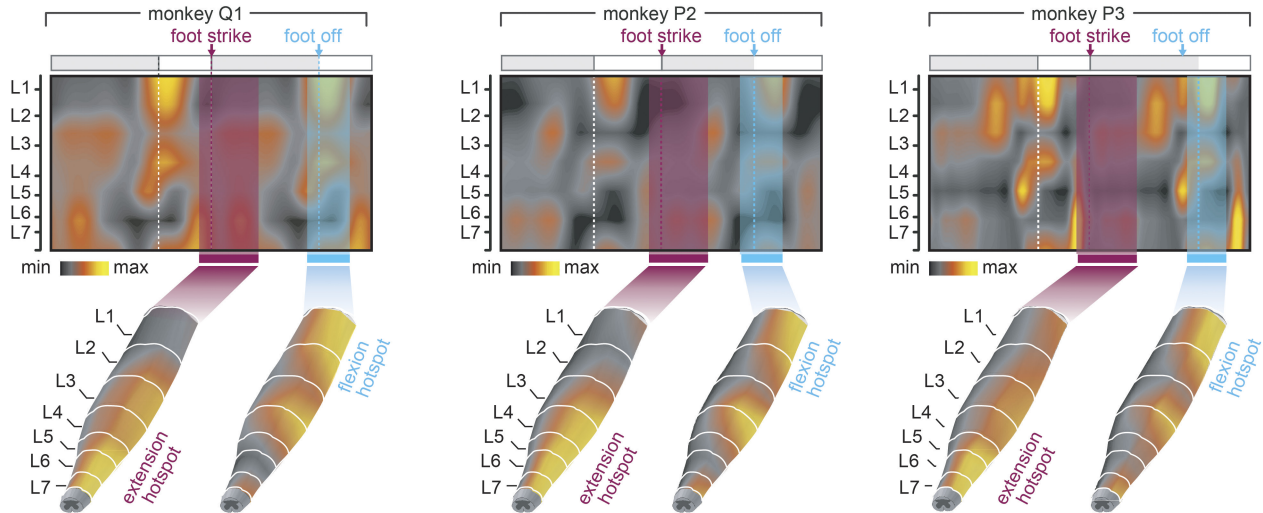 monkey Q1
foot strike
foot off
L1
L2
L3
L4
L5
L6
L7
min
max
L1
L2
L3
L4
L5
L6
L7
extension
hotspot
flexion
hotspot
monkey P2
foot strike
foot off
L1
L2
L3
L4
L5
L6
L7
min
max
L1
L2
L3
L4
L5
L6
L7
extension
hotspot
flexion
hotspot
monkey P3
foot strike
foot off
L1
L2
L3
L4
L5
L6
L7
min
max
L1
L2
L3
L4
L5
L6
L7
extension
hotspot
flexion
hotspot